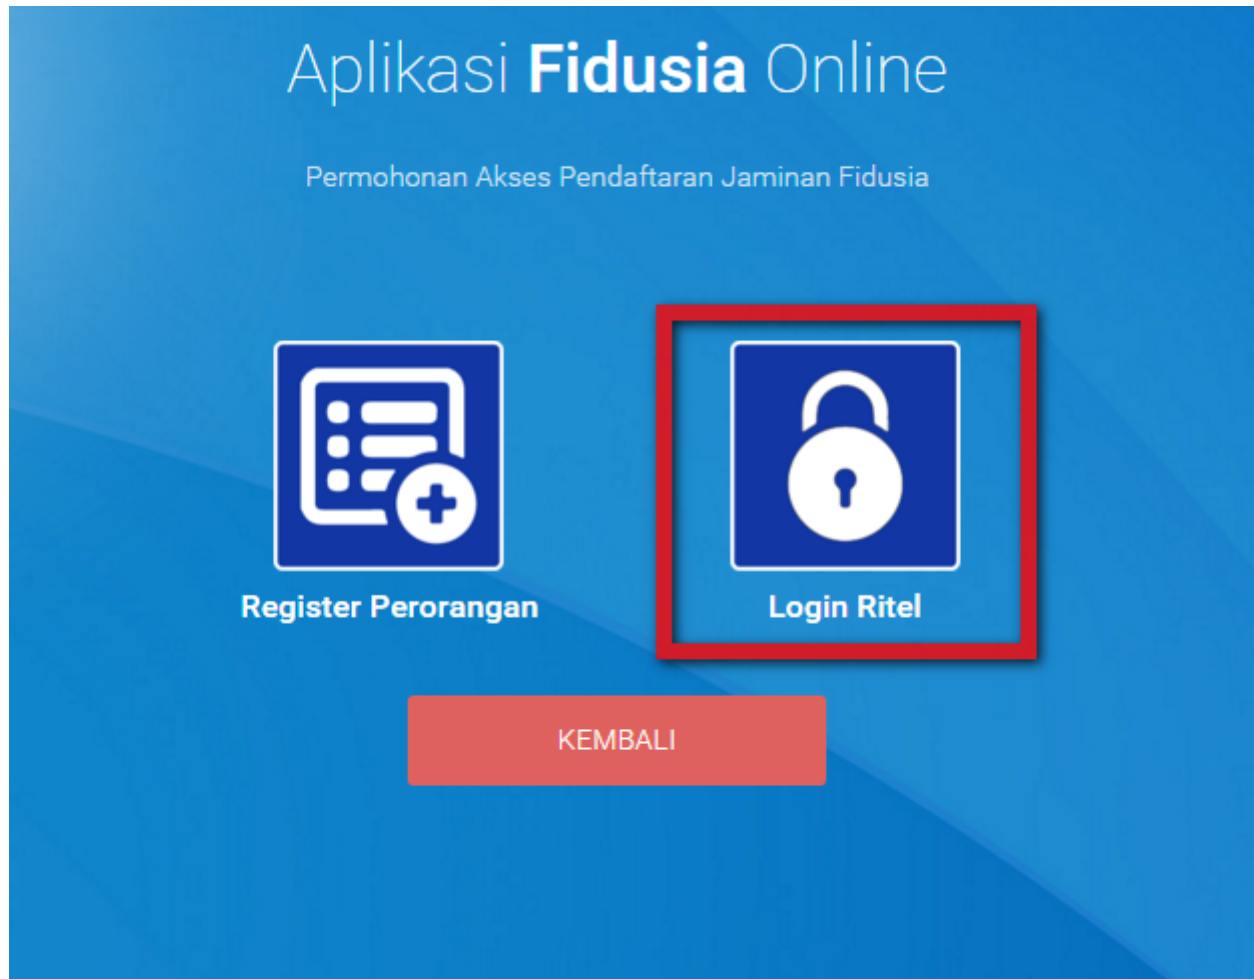 Aplikasi Fidusia Online
Permohonan Akses Pendaftaran Jaminan Fidusia
Register Perorangan
Login Ritel
KEMBALI